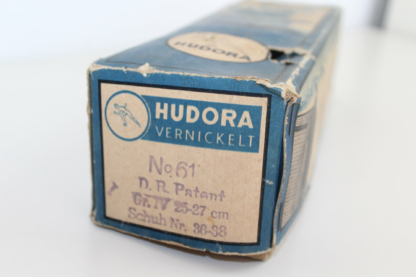 HUDORA
HUDORA
VERNICKELT
No 61
D. R. Patent
Gr. IV 25-27 cm
Schuh Nr. 36-38